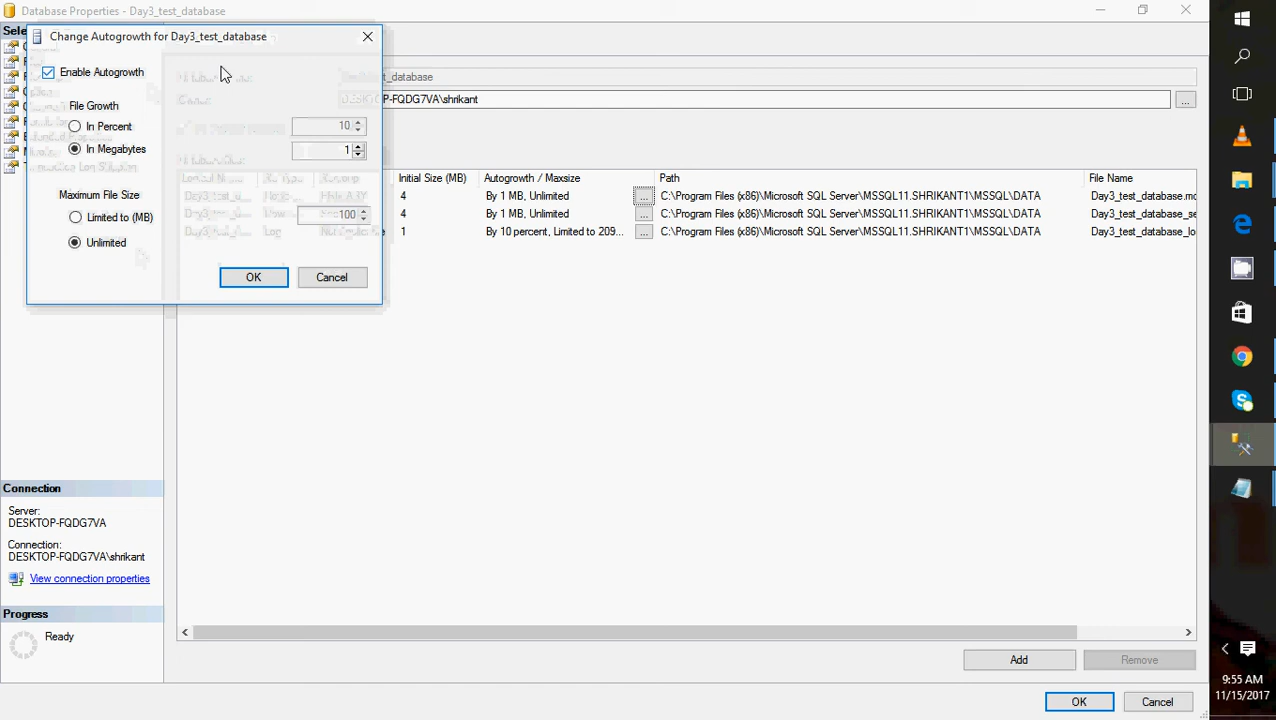 Database Properties - Day3_test_database
Change Autogrowth for Day3_test_database
Enable Autogrowth
t_database
DESKTOP-FQDG7VA\shrikant
...
File Growth
In Percent
10
In Megabytes
1
Maximum File Size
Limited to (MB)
100
Unlimited
OK
Cancel
Initial Size (MB) Autogrowth / Maxsize Path File Name
4 By 1 MB, Unlimited ... C:\Program Files (x86)\Microsoft SQL Server\MSSQL11.SHRIKANT1\MSSQL\DATA Day3_test_database.m
4 By 1 MB, Unlimited ... C:\Program Files (x86)\Microsoft SQL Server\MSSQL11.SHRIKANT1\MSSQL\DATA Day3_test_database_se
1 By 10 percent, Limited to 209... ... C:\Program Files (x86)\Microsoft SQL Server\MSSQL11.SHRIKANT1\MSSQL\DATA Day3_test_database_lo
Connection
Server:
DESKTOP-FQDG7VA
Connection:
DESKTOP-FQDG7VA\shrikant
View connection properties
Progress
Ready
Add
Remove
OK
Cancel
9:55 AM
11/15/2017